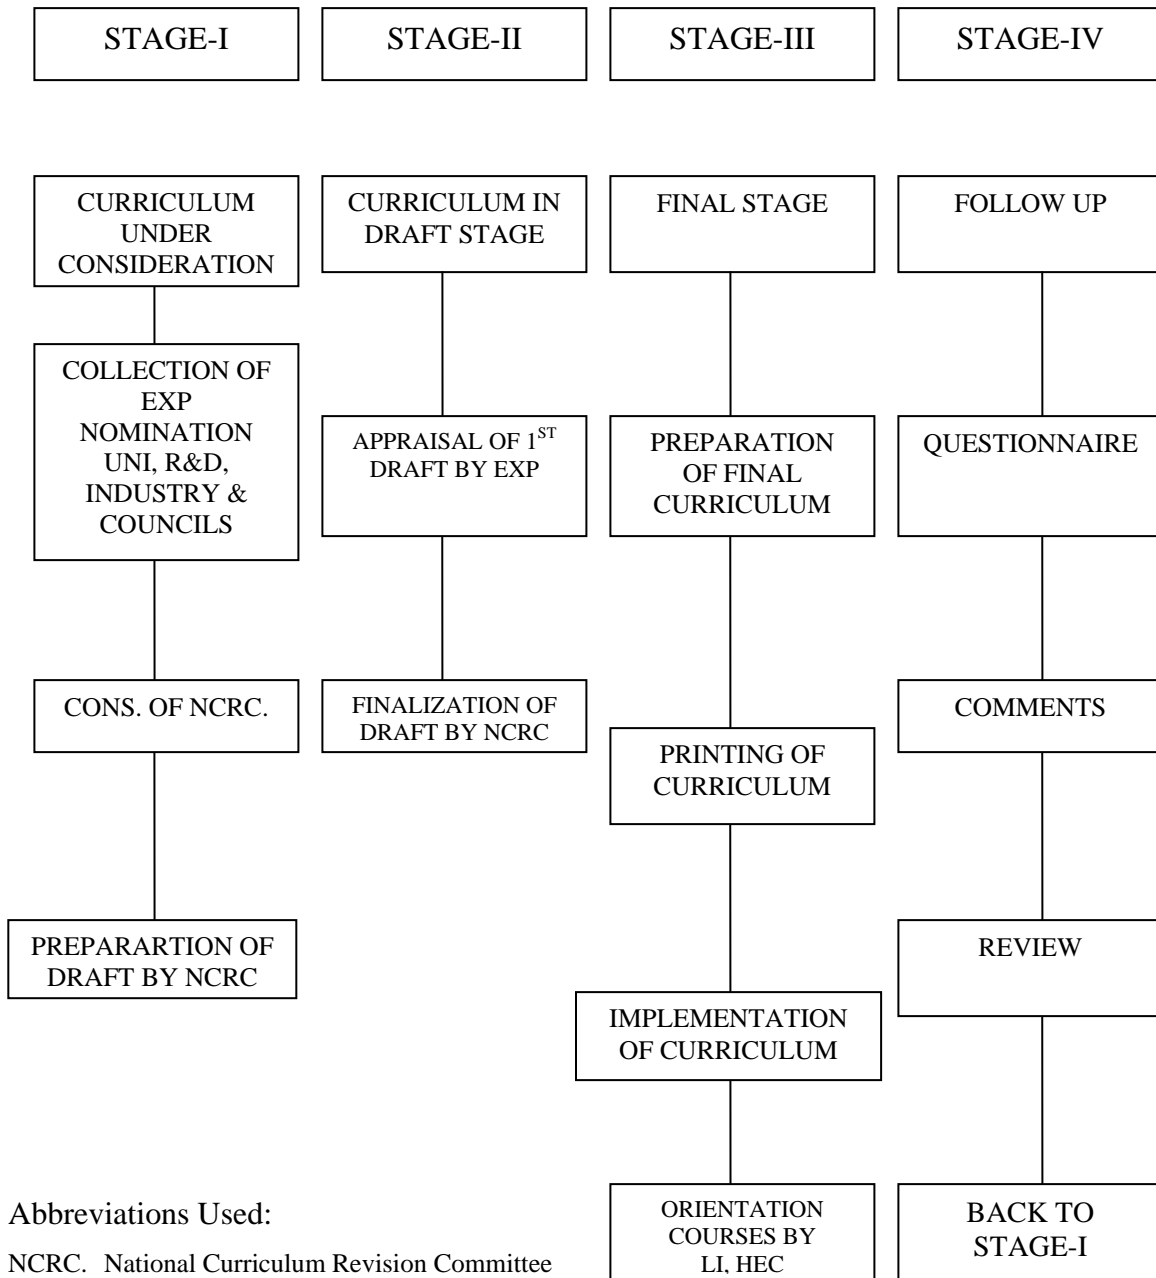 STAGE-I
STAGE-II
STAGE-III
STAGE-IV
CURRICULUM
UNDER
CONSIDERATION
COLLECTION OF
EXP
NOMINATION
UNI, R&D,
INDUSTRY &
COUNCILS
CONS. OF NCRC.
PREPARARTION OF
DRAFT BY NCRC
CURRICULUM IN
DRAFT STAGE
APPRAISAL OF 1ST
DRAFT BY EXP
FINALIZATION OF
DRAFT BY NCRC
FINAL STAGE
PREPARATION
OF FINAL
CURRICULUM
PRINTING OF
CURRICULUM
IMPLEMENTATION
OF CURRICULUM
ORIENTATION
COURSES BY
LI, HEC
FOLLOW UP
QUESTIONNAIRE
COMMENTS
REVIEW
BACK TO
STAGE-I
Abbreviations Used:
NCRC. National Curriculum Revision Committee